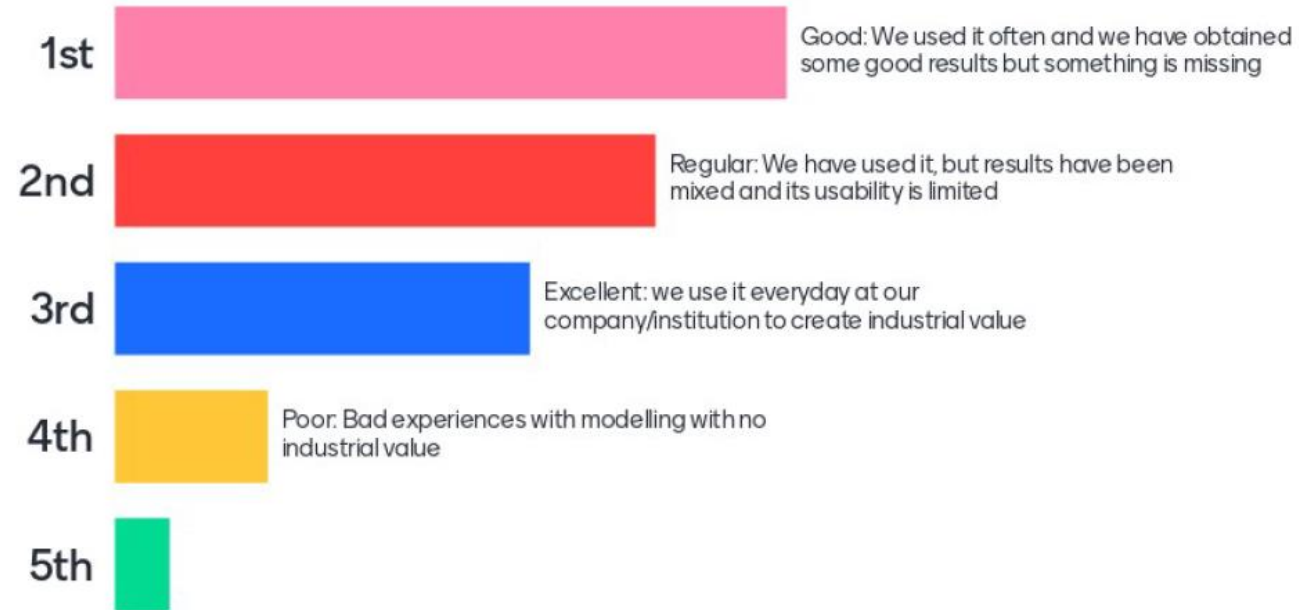 1st
Good: We used it often and we have obtained
some good results but something is missing
2nd
Regular: We have used it, but results have been
mixed and its usability is limited
3rd
Excellent: we use it everyday at our
company/institution to create industrial value
4th
Poor: Bad experiences with modelling with no
industrial value
5th